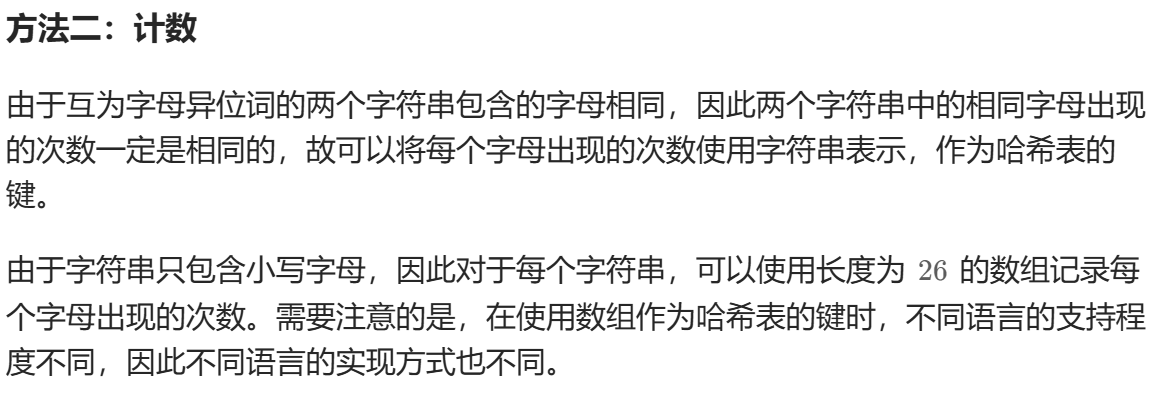 方法二：计数
由于互为字母异位词的两个字符串包含的字母相同，因此两个字符串中的相同字母出现
的次数一定是相同的，故可以将每个字母出现的次数使用字符串表示，作为哈希表的
键。
由于字符串只包含小写字母，因此对于每个字符串，可以使用长度为 26 的数组记录每
个字母出现的次数。需要注意的是，在使用数组作为哈希表的键时，不同语言的支持程
度不同，因此不同语言的实现方式也不同。